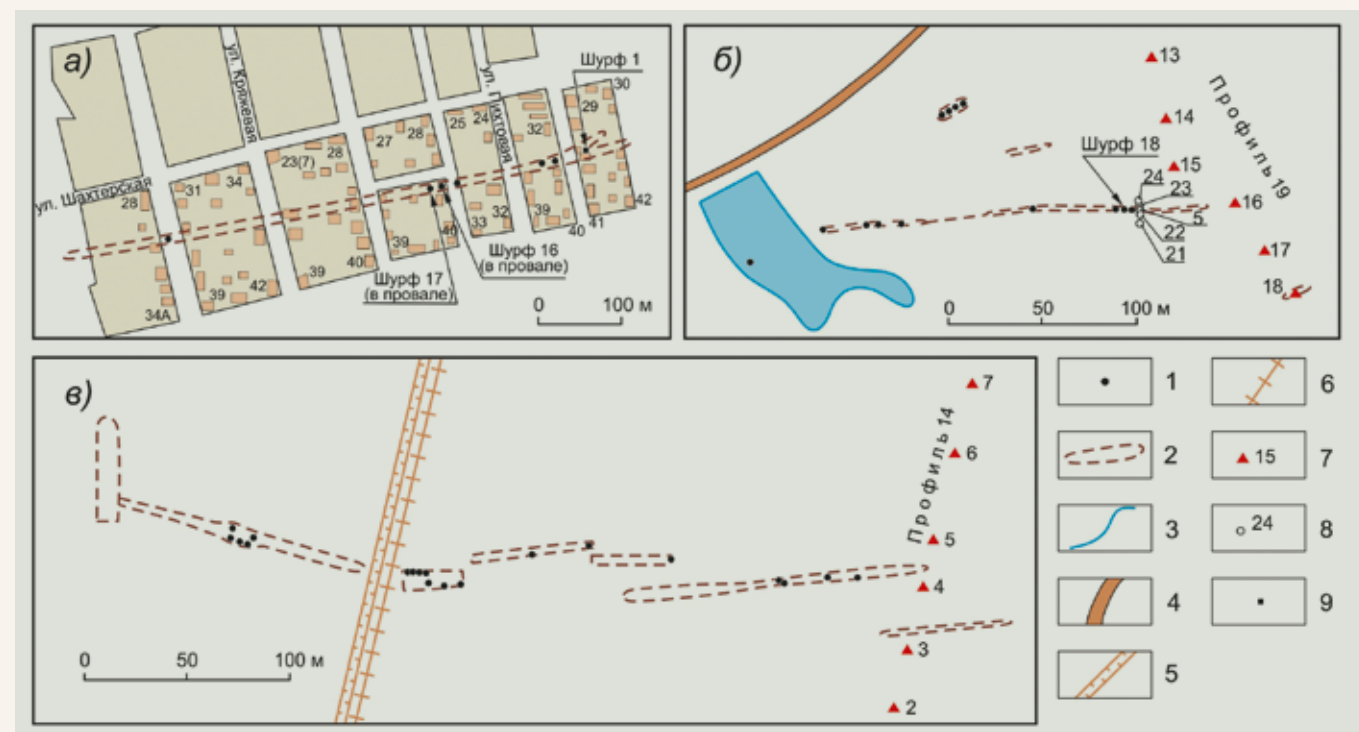 а)
ул. Шахтерская
ул. Кряжевая
ул. Пихтовая
Шурф 1
30
29
32
24
25
28
27
28
23(7)
34
31
28
34А
39
42
39
40
39
40
33
32
39
40
41
42
Шурф 16
(в провале)
Шурф 17
(в провале)
0 100 м
б)
13
14
15
16
17
18
Профиль 19
Шурф 18
24
23
5
22
21
0 50 100 м
в)
7
6
5
4
3
2
Профиль 14
0 50 100 м
1
2
3
4
5
6
15 7
24 8
9